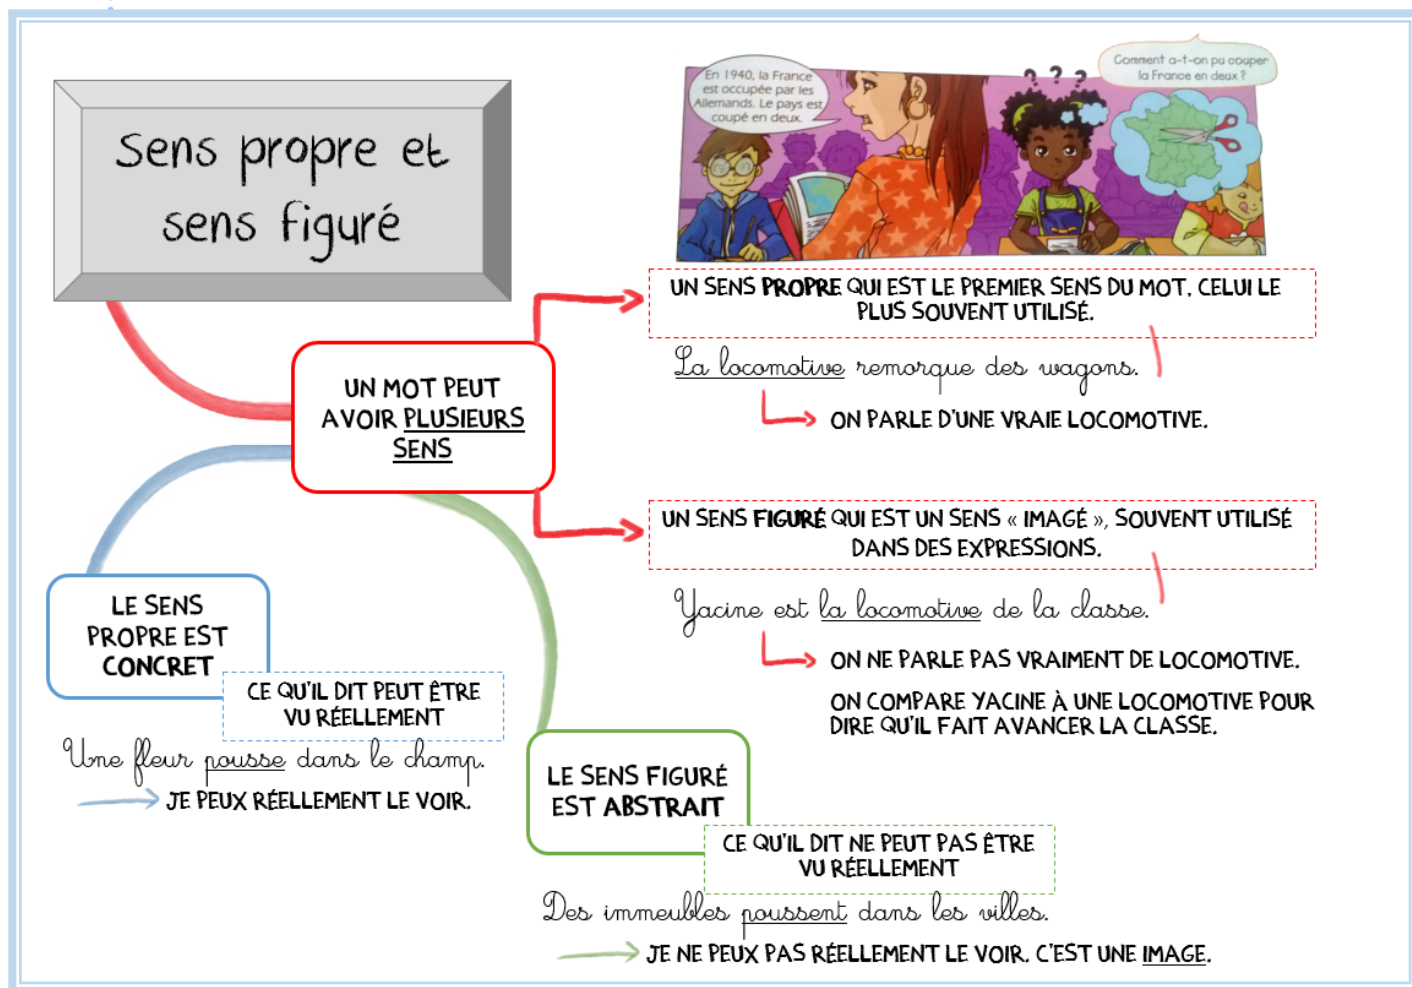 Sens propre et
sens figuré
En 1940, la France
est occupée par les
Allemands. Le pays est
coupé en deux.
Comment a-t-on pu couper
la France en deux ?
? ? ?
UN MOT PEUT
AVOIR PLUSIEURS
SENS
UN SENS PROPRE QUI EST LE PREMIER SENS DU MOT, CELUI LE
PLUS SOUVENT UTILISÉ.
La locomotive remorque des wagons.
ON PARLE D'UNE VRAIE LOCOMOTIVE.
UN SENS FIGURÉ QUI EST UN SENS « IMAGÉ », SOUVENT UTILISÉ
DANS DES EXPRESSIONS.
Yacine est la locomotive de la classe.
ON NE PARLE PAS VRAIMENT DE LOCOMOTIVE.
ON COMPARE YACINE À UNE LOCOMOTIVE POUR
DIRE QU'IL FAIT AVANCER LA CLASSE.
LE SENS
PROPRE EST
CONCRET
CE QU'IL DIT PEUT ÊTRE
VU RÉELLEMENT
Une fleur pousse dans le champ.
JE PEUX RÉELLEMENT LE VOIR.
LE SENS FIGURÉ
EST ABSTRAIT
CE QU'IL DIT NE PEUT PAS ÊTRE
VU RÉELLEMENT
Des immeubles poussent dans les villes.
JE NE PEUX PAS RÉELLEMENT LE VOIR. C'EST UNE IMAGE.